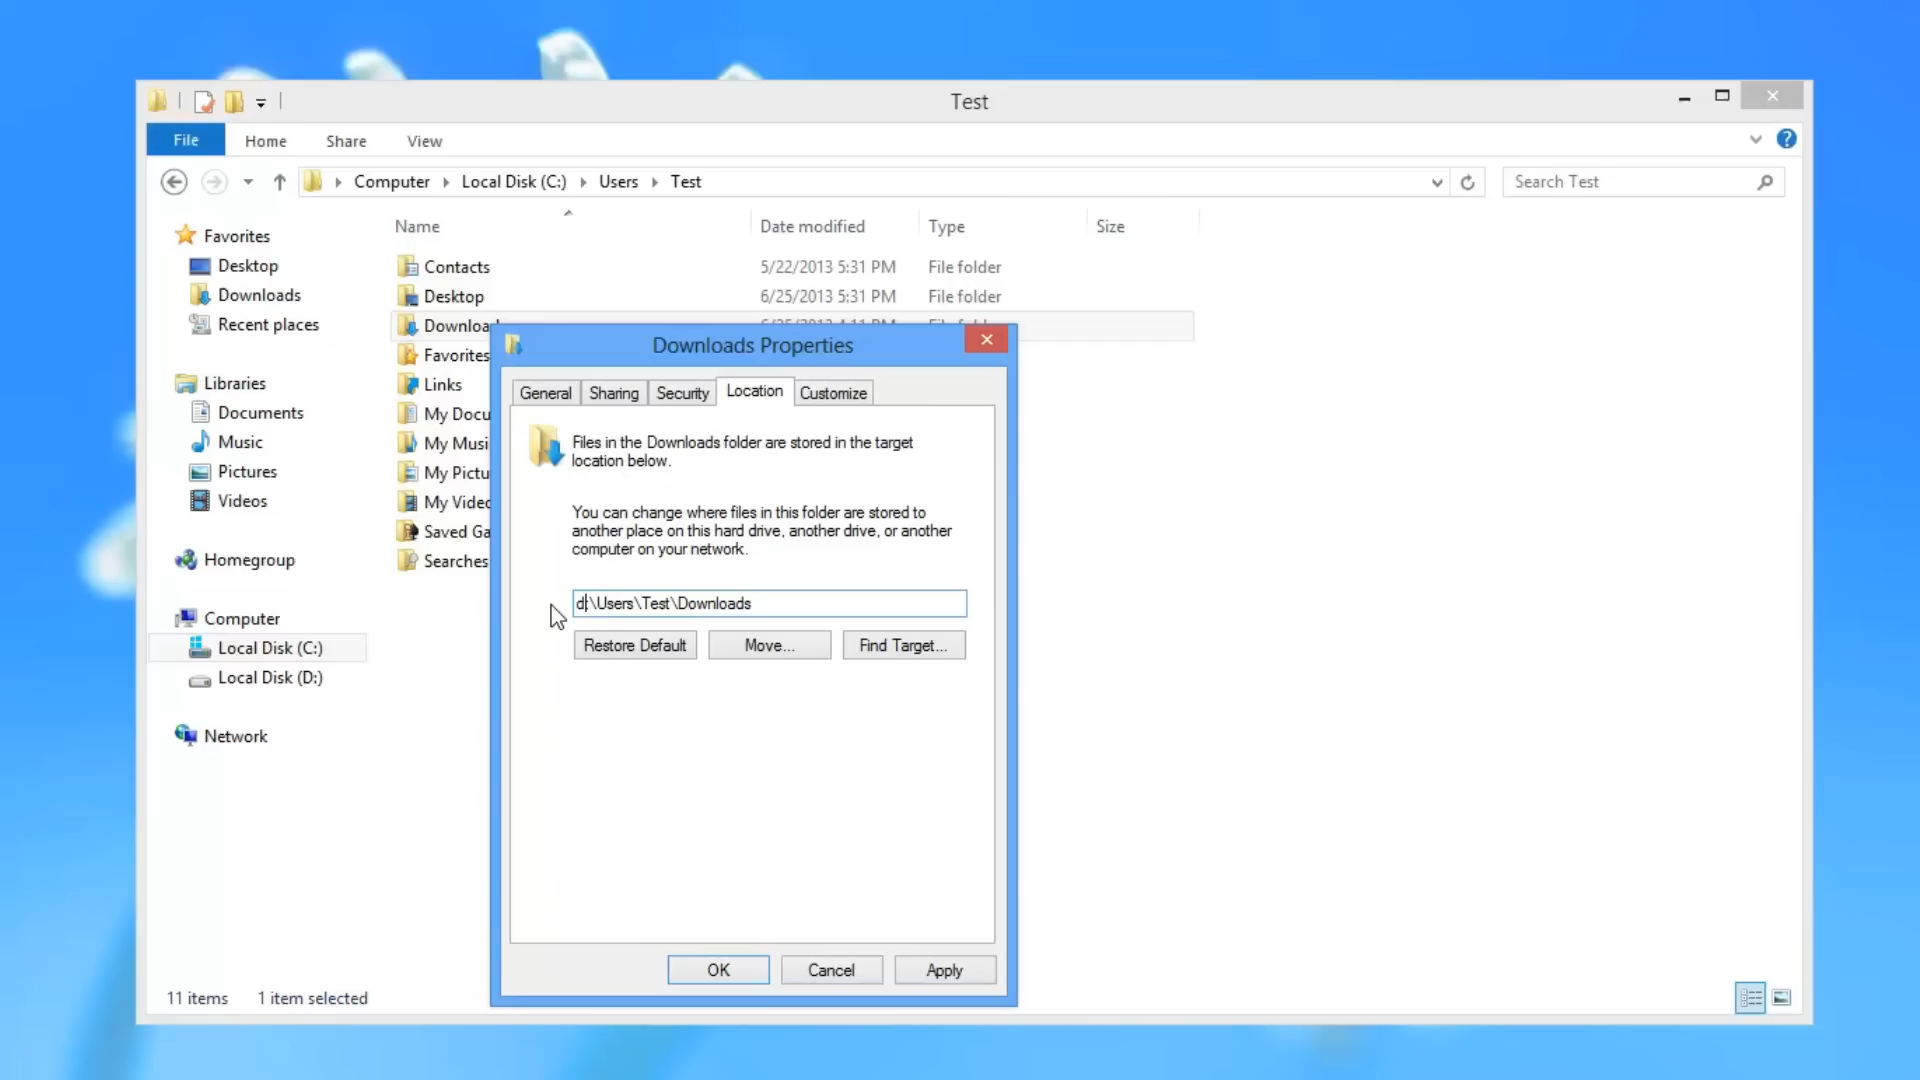 Test
File
Home
Share
View
Computer
Local Disk (C:)
Users
Test
Search Test
Favorites
Desktop
Downloads
Recent places
Libraries
Documents
Music
Pictures
Videos
Homegroup
Computer
Local Disk (C:)
Local Disk (D:)
Network
Name
Date modified
Type
Size
Contacts 5/22/2013 5:31 PM File folder
Desktop 6/25/2013 5:31 PM File folder
Favorites
Links
My Docu
My Musi
My Pictu
Saved Ga
Searches
Downloads Properties
General
Sharing
Security
Location
Customize
Files in the Downloads folder are stored in the target
location below.
You can change where files in this folder are stored to
another place on this hard drive, another drive, or another
computer on your network.
d:\Users\Test\Downloads
Restore Default
Move...
Find Target...
OK
Cancel
Apply
11 items
1 item selected